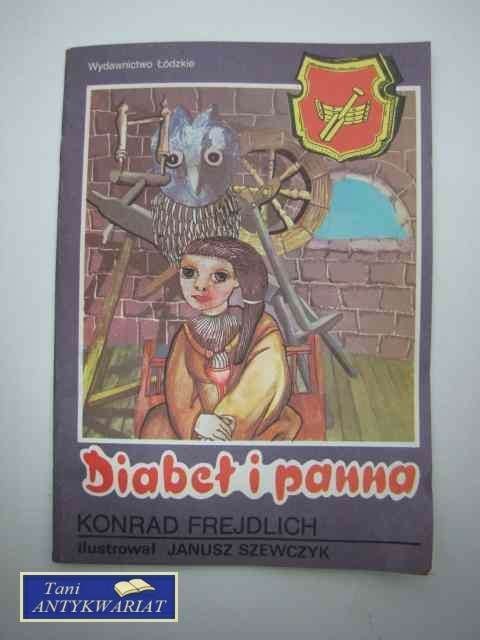 Wydawnictwo Łódzkie
Diabeł i panna
KONRAD FREJDLICH
ilustrował JANUSZ SZEWCZYK
Tani
ANTYKWARIAT